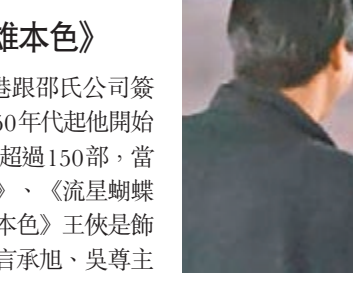 雄本色》
港跟邵氏公司簽
60年代起他開始
超過150部，當
》、《流星蝴蝶
本色》王俠是飾
言承旭、吳尊主